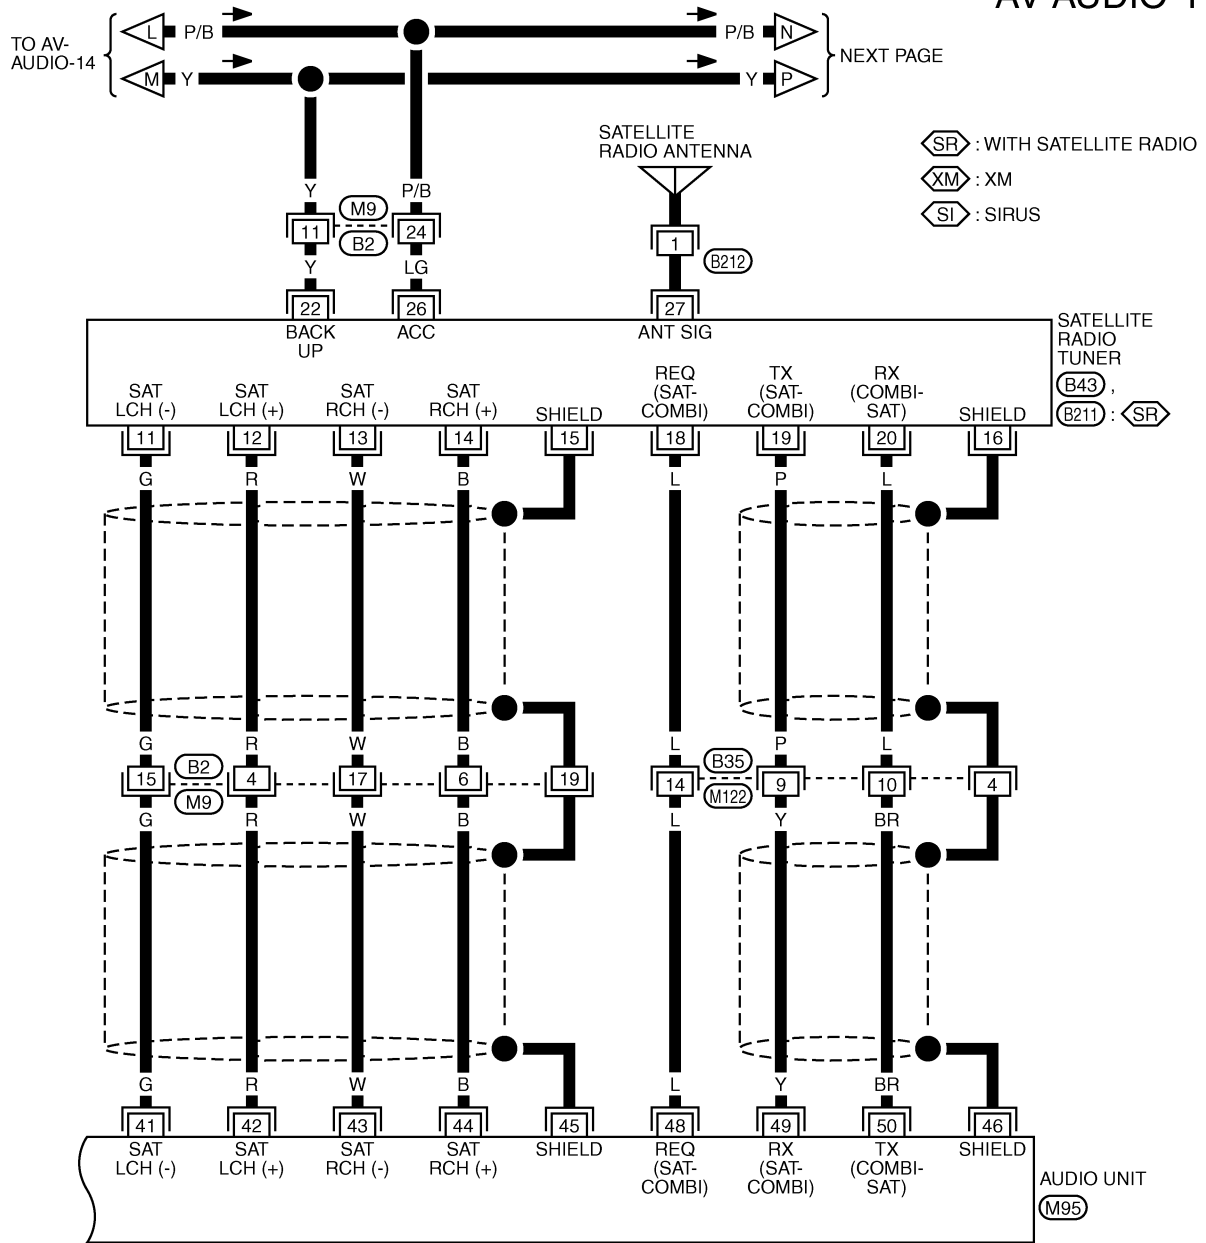 AV-AUDIO-1
TO AV-
AUDIO-14
L P/B P/B N
M Y Y P
NEXT PAGE
SATELLITE
RADIO ANTENNA
SR : WITH SATELLITE RADIO
XM : XM
SI : SIRUS
Y P/B
M9
11 24 1
B2
B212
Y LG
22 26 27
BACK
UP
ACC
ANT SIG
SATELLITE
RADIO
TUNER
B43 ,
B211 : SR
SAT
LCH (-)
SAT
LCH (+)
SAT
RCH (-)
SAT
RCH (+)
SHIELD
REQ
(SAT-
COMBI)
TX
(SAT-
COMBI)
RX
(COMBI-
SAT)
SHIELD
11 12 13 14 15 18 19 20 16
G R W B L P L
G R W B L P L
B2 B35
15 4 17 6 19 14 9 10 4
M9 M122
G R W B L Y BR
G R W B L Y BR
41 42 43 44 45 48 49 50 46
SAT
LCH (-)
SAT
LCH (+)
SAT
RCH (-)
SAT
RCH (+)
SHIELD
REQ
(SAT-
COMBI)
RX
(SAT-
COMBI)
TX
(COMBI-
SAT)
SHIELD
AUDIO UNIT
M95